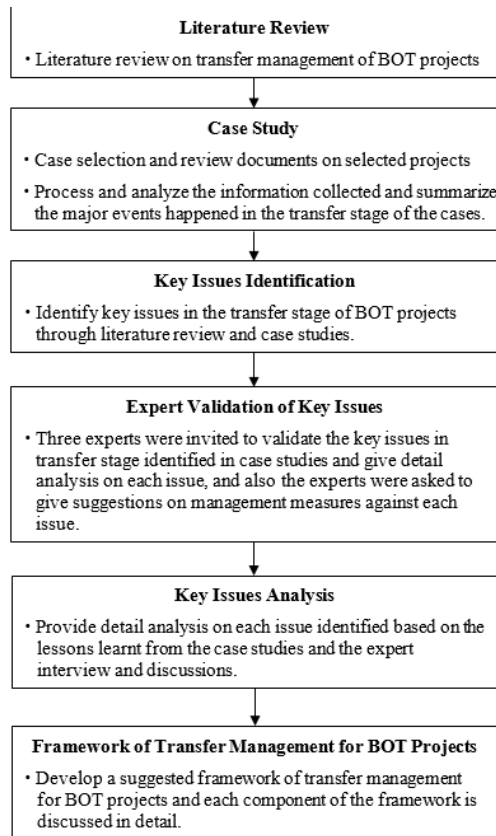 Literature Review
· Literature review on transfer management of BOT projects
Case Study
· Case selection and review documents on selected projects
· Process and analyze the information collected and summarize
the major events happened in the transfer stage of the cases.
Key Issues Identification
· Identify key issues in the transfer stage of BOT projects
through literature review and case studies.
Expert Validation of Key Issues
· Three experts were invited to validate the key issues in
transfer stage identified in case studies and give detail
analysis on each issue, and also the experts were asked to
give suggestions on management measures against each
issue.
Key Issues Analysis
· Provide detail analysis on each issue identified based on the
lessons learnt from the case studies and the expert
interview and discussions.
Framework of Transfer Management for BOT Projects
· Develop a suggested framework of transfer management
for BOT projects and each component of the framework is
discussed in detail.